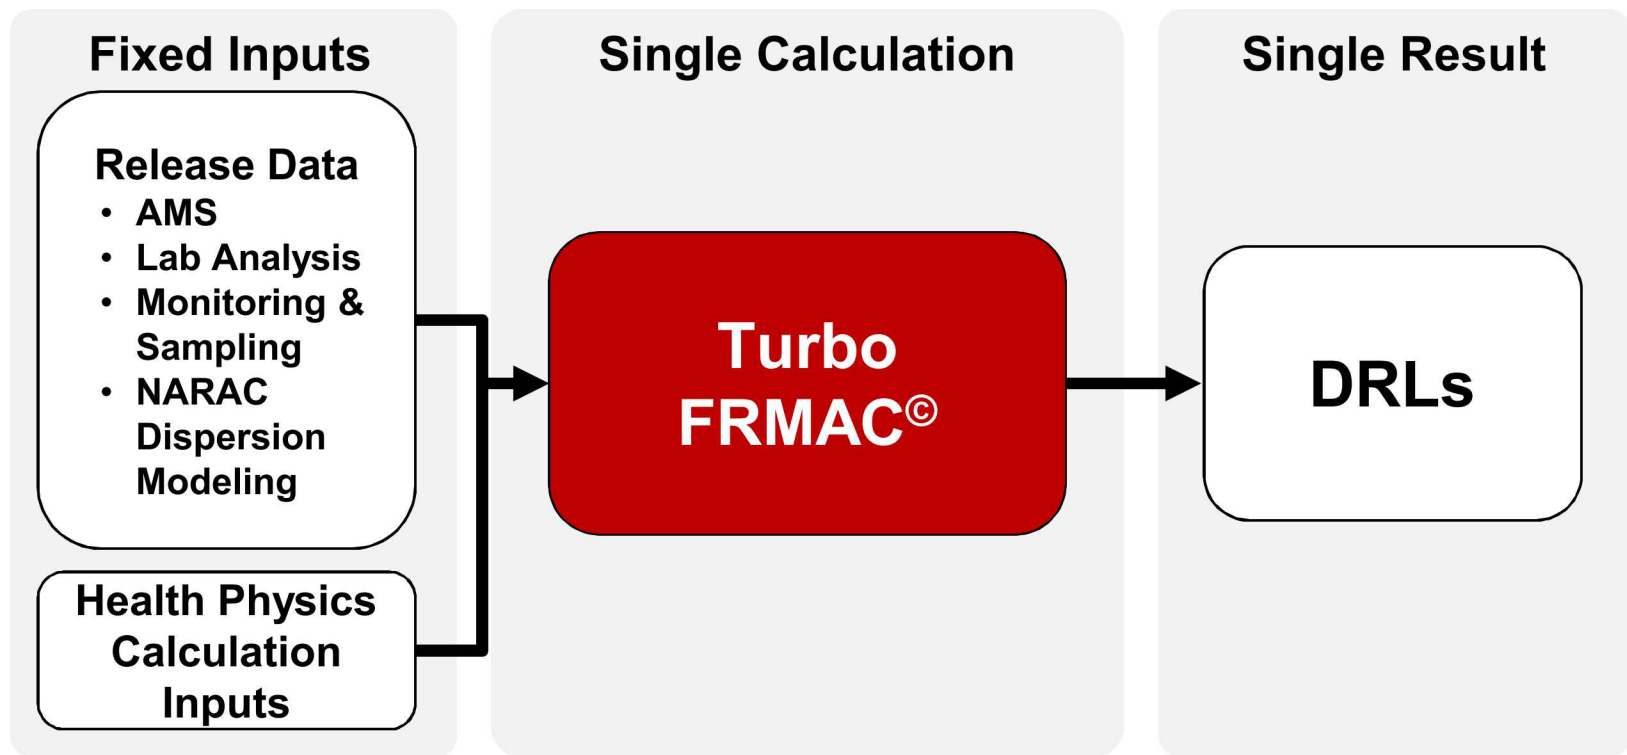 Fixed Inputs
Release Data
• AMS
• Lab Analysis
• Monitoring &
Sampling
• NARAC
Dispersion
Modeling
Health Physics
Calculation
Inputs
Single Calculation
Turbo
FRMAC©
Single Result
DRLs